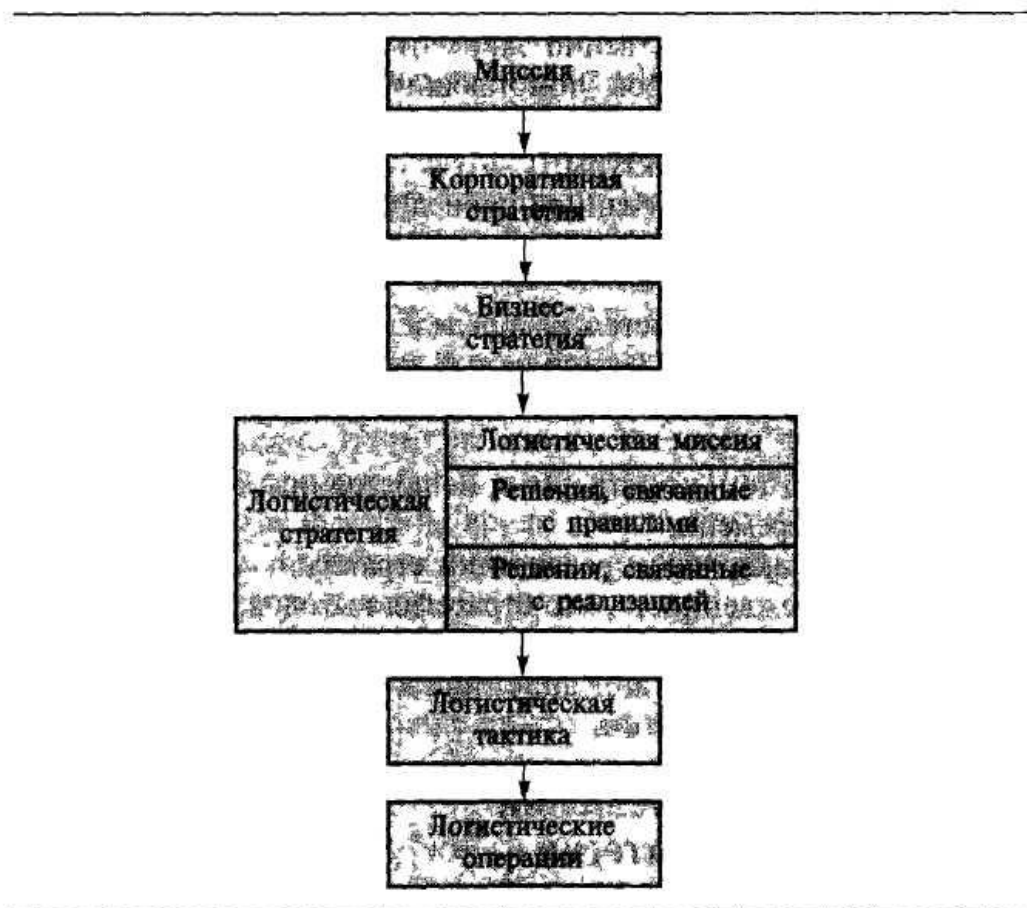 Миссия
Корпоративная
стратегия
Бизнес-
стратегия
Логистическая
стратегия
Логистическая миссия
Решения, связанные
с правилами
Решения, связанные
с реализацией
Логистическая
тактика
Логистические
операции